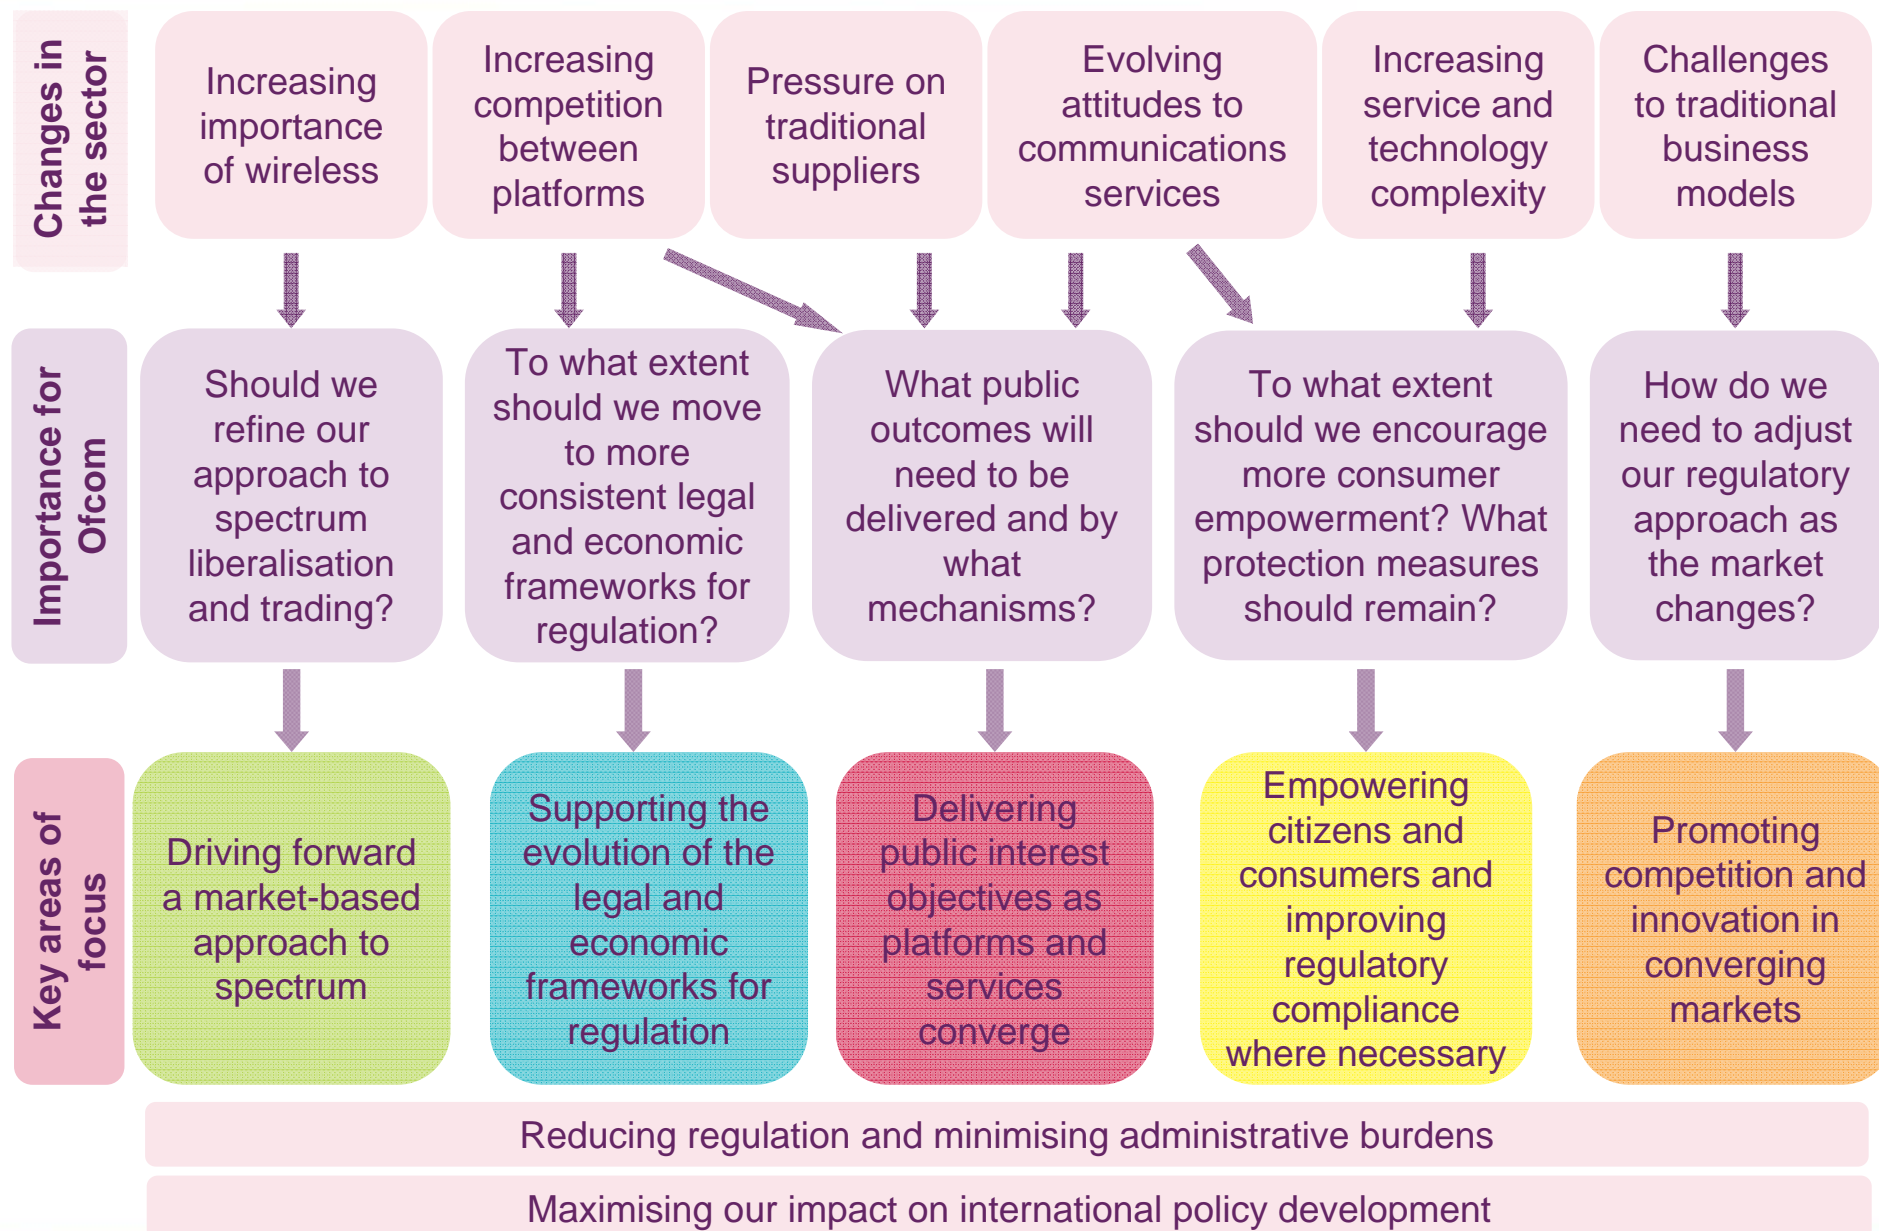 Changes in
the sector
Increasing
importance
of wireless
Increasing
competition
between
platforms
Pressure on
traditional
suppliers
Evolving
attitudes to
communications
services
Increasing
service and
technology
complexity
Challenges
to traditional
business
models
Importance for
Ofcom
Should we
refine our
approach to
spectrum
liberalisation
and trading?
To what extent
should we move
to more
consistent legal
and economic
frameworks for
regulation?
What public
outcomes will
need to be
delivered and by
what
mechanisms?
To what extent
should we encourage
more consumer
empowerment? What
protection measures
should remain?
How do we
need to adjust
our regulatory
approach as
the market
changes?
Key areas of
focus
Driving forward
a market-based
approach to
spectrum
Supporting the
evolution of the
legal and
economic
frameworks for
regulation
Delivering
public interest
objectives as
platforms and
services
converge
Empowering
citizens and
consumers and
improving
regulatory
compliance
where necessary
Promoting
competition and
innovation in
converging
markets
Reducing regulation and minimising administrative burdens
Maximising our impact on international policy development